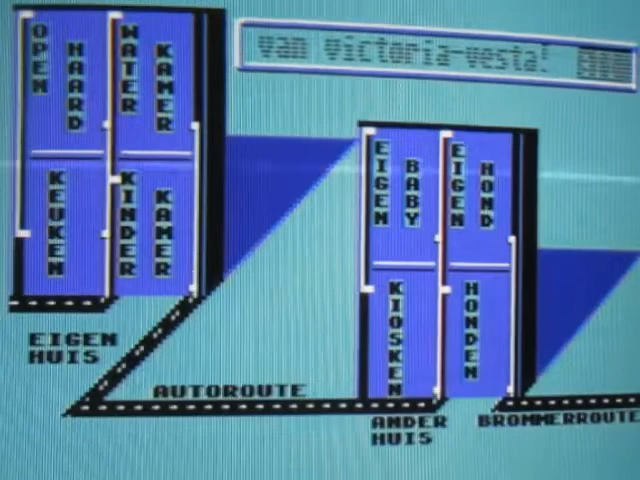 OPEN
HAARD
WATER
KAMER
van victoria-vesta!
KEUKEN
KINDER
KAMER
EIGEN
BABY
EIGEN
HOND
KIOSKEN
HONDEN
EIGEN
HUIS
AUTOROUTE
ANDER
HUIS
BROMMERROUTE